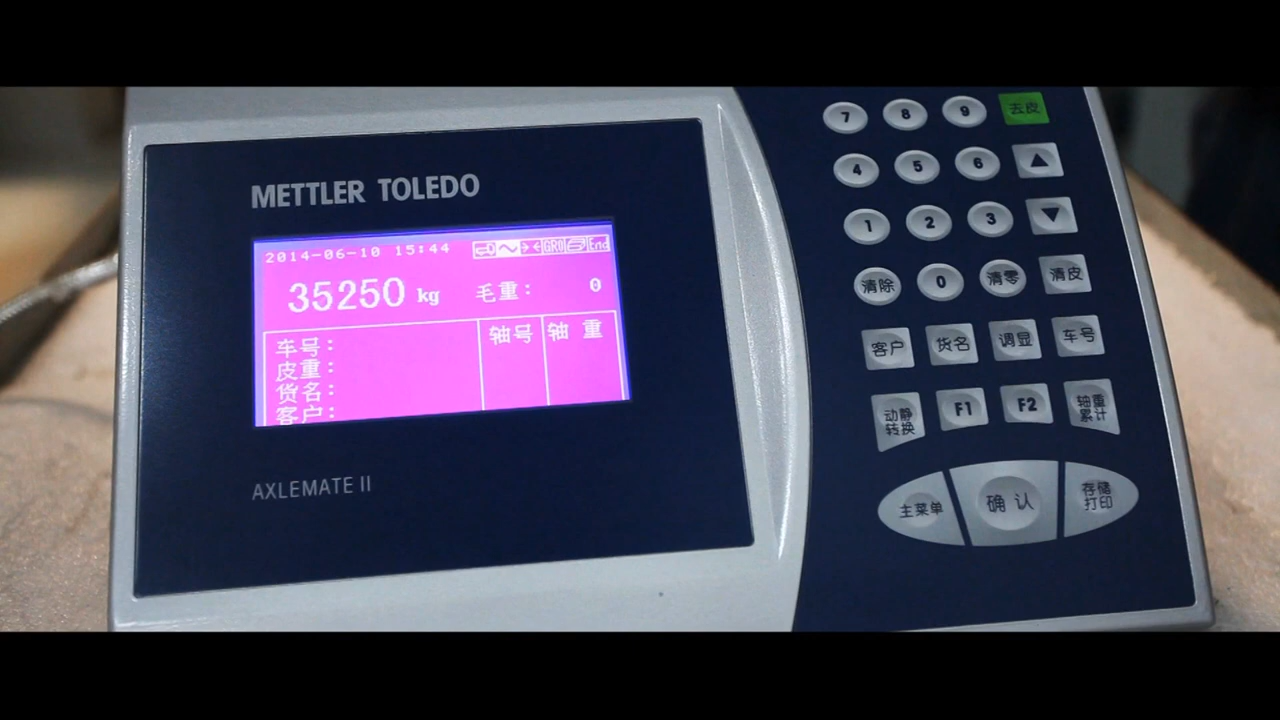 METTLER TOLEDO
2014-06-10 15:44
GRO
End
35250 kg 毛重: 0
车号:
轴号 轴 重
皮重:
货名:
客户:
AXLEMATE II
7 8 9 去皮
4 5 6
1 2 3
清除 0 清零 清皮
客户 货名 调显 车号
动静
转换
F1 F2
轴重
累计
主菜单 确认
存储
打印